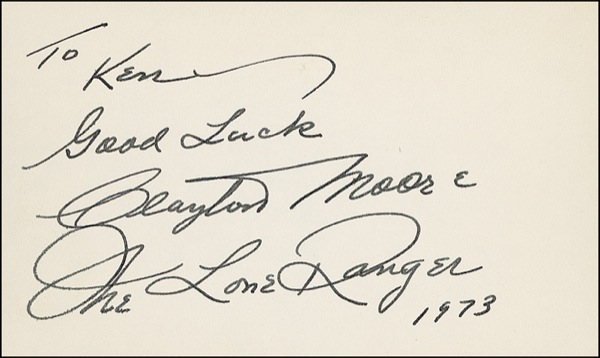 To Ken
Good Luck
Clayton Moore
The Lone Ranger
1973